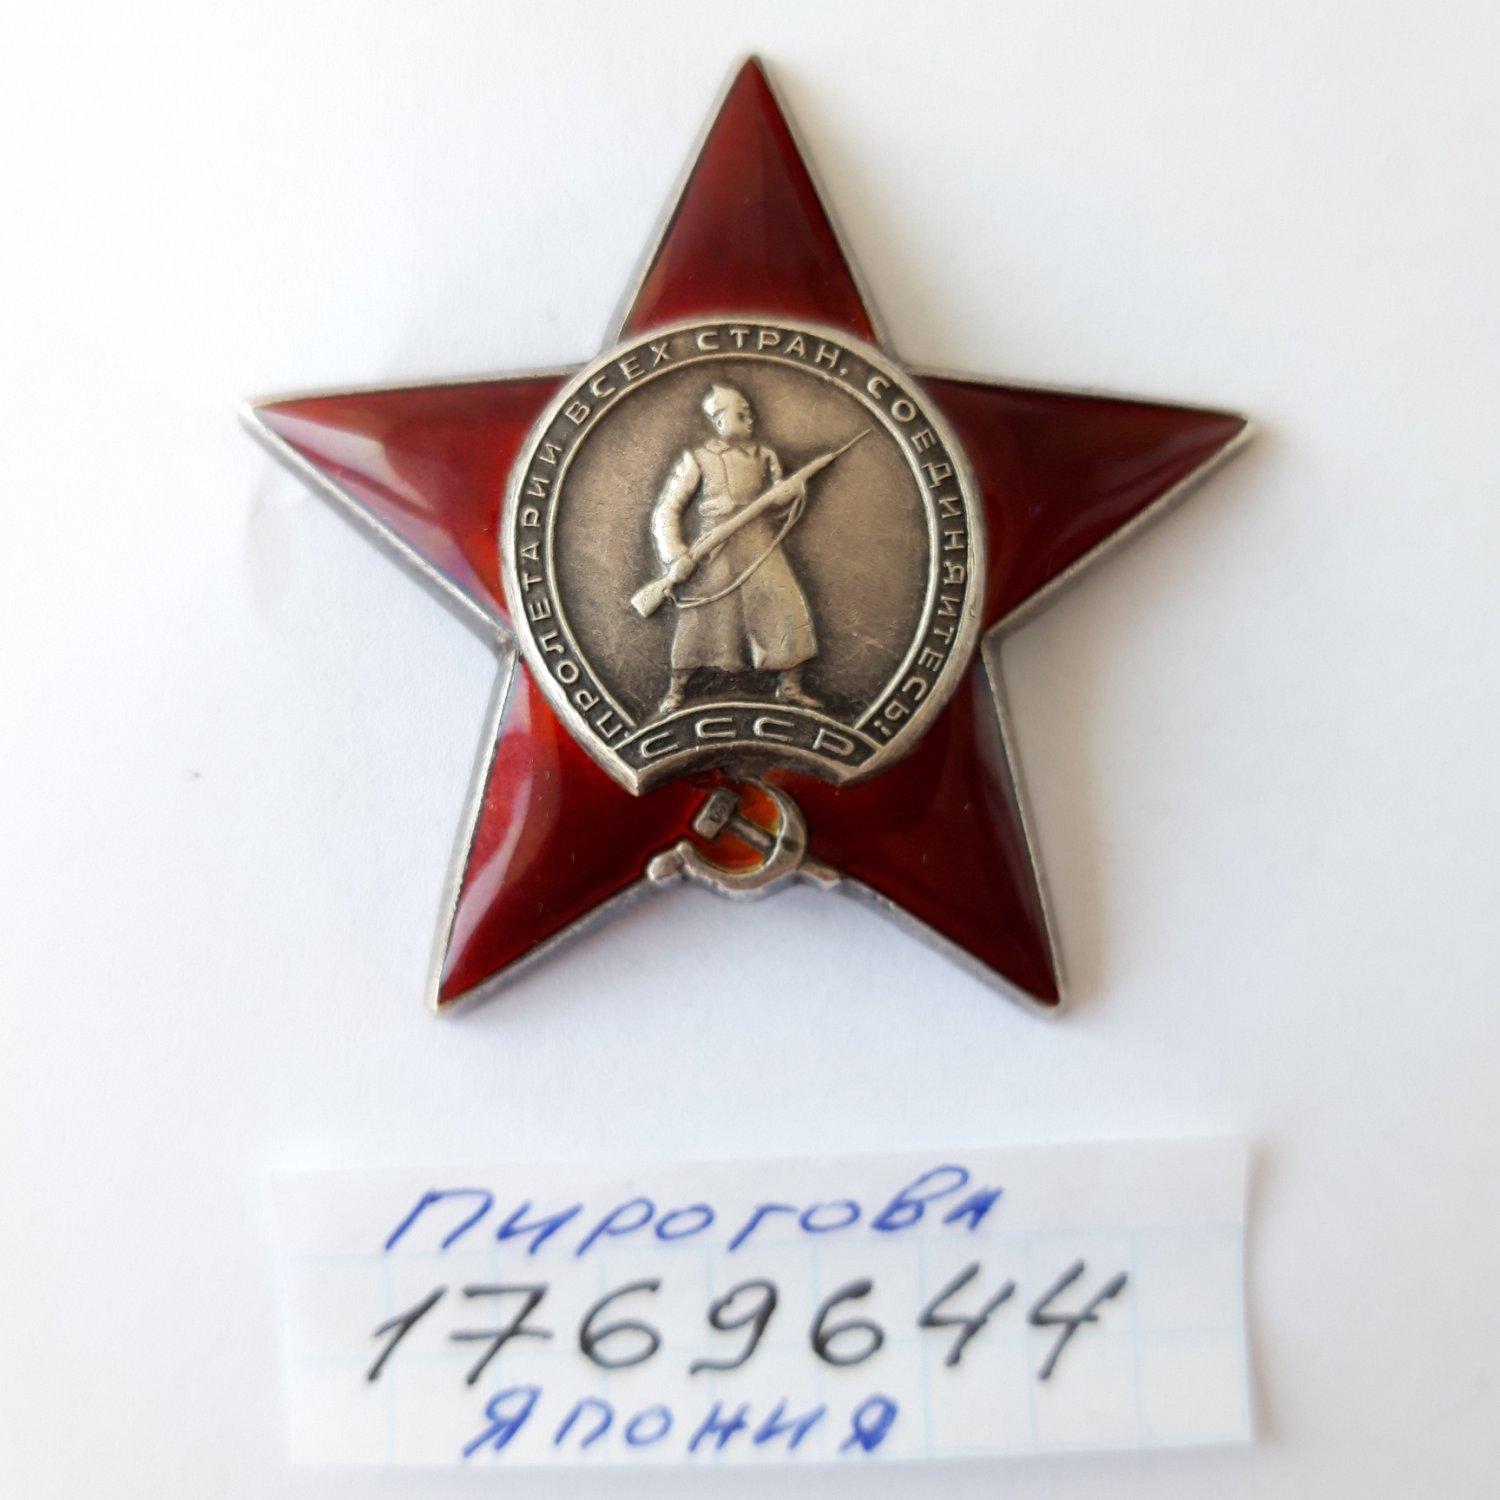 ПРОЛЕТАРИИ ВСЕХ СТРАН, СОЕДИНЯЙТЕСЬ!
СССР
Пирогова
1769644
Япония